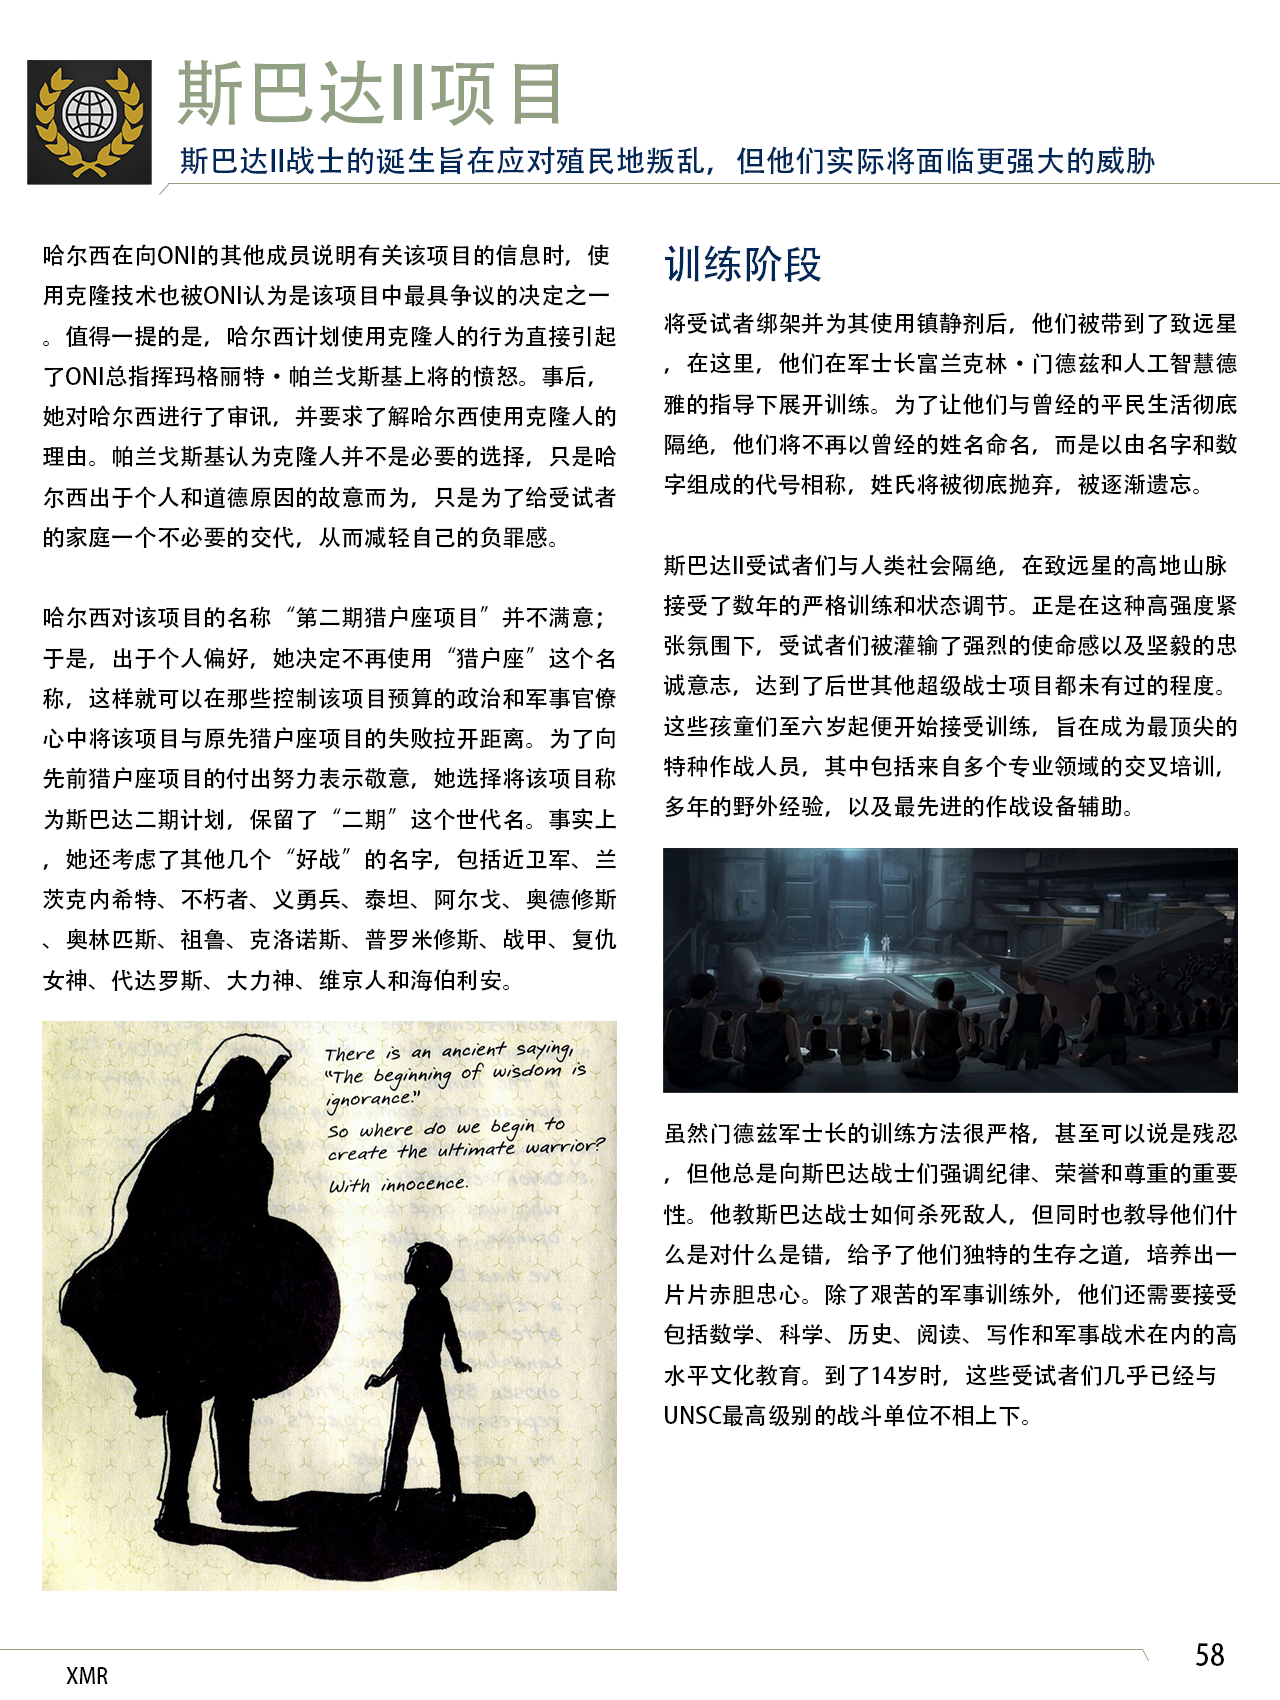 斯巴达II项目
斯巴达II战士的诞生旨在应对殖民地叛乱，但他们实际将面临更强大的威胁
哈尔西在向ONI的其他成员说明有关该项目的信息时，使
用克隆技术也被ONI认为是该项目中最具争议的决定之一
。值得一提的是，哈尔西计划使用克隆人的行为直接引起
了ONI总指挥玛格丽特·帕兰戈斯基上将的愤怒。事后，
她对哈尔西进行了审讯，并要求了解哈尔西使用克隆人的
理由。帕兰戈斯基认为克隆人并不是必要的选择，只是哈
尔西出于个人和道德原因的故意而为，只是为了给受试者
的家庭一个不必要的交代，从而减轻自己的负罪感。
哈尔西对该项目的名称“第二期猎户座项目”并不满意；
于是，出于个人偏好，她决定不再使用“猎户座”这个名
称，这样就可以在那些控制该项目预算的政治和军事官僚
心中将该项目与原先猎户座项目的失败拉开距离。为了向
先前猎户座项目的付出努力表示敬意，她选择将该项目称
为斯巴达二期计划，保留了“二期”这个世代名。事实上
，她还考虑了其他几个“好战”的名字，包括近卫军、兰
茨克内希特、不朽者、义勇兵、泰坦、阿尔戈、奥德修斯
、奥林匹斯、祖鲁、克洛诺斯、普罗米修斯、战甲、复仇
女神、代达罗斯、大力神、维京人和海伯利安。
There is an ancient saying,
“The beginning of wisdom is
ignorance.”
So where do we begin to
create the ultimate warrior?
With innocence.
训练阶段
将受试者绑架并为其使用镇静剂后，他们被带到了致远星
，在这里，他们在军士长富兰克林·门德兹和人工智慧德
雅的指导下展开训练。为了让他们与曾经的平民生活彻底
隔绝，他们将不再以曾经的姓名命名，而是以由名字和数
字组成的代号相称，姓氏将被彻底抛弃，被逐渐遗忘。
斯巴达II受试者们与人类社会隔绝，在致远星的高地山脉
接受了数年的严格训练和状态调节。正是在这种高强度紧
张氛围下，受试者们被灌输了强烈的使命感以及坚毅的忠
诚意志，达到了后世其他超级战士项目都未有过的程度。
这些孩童们至六岁起便开始接受训练，旨在成为最顶尖的
特种作战人员，其中包括来自多个专业领域的交叉培训，
多年的野外经验，以及最先进的作战设备辅助。
虽然门德兹军士长的训练方法很严格，甚至可以说是残忍
，但他总是向斯巴达战士们强调纪律、荣誉和尊重的重要
性。他教斯巴达战士如何杀死敌人，但同时也教导他们什
么是对什么是错，给予了他们独特的生存之道，培养出一
片片赤胆忠心。除了艰苦的军事训练外，他们还需要接受
包括数学、科学、历史、阅读、写作和军事战术在内的高
水平文化教育。到了14岁时，这些受试者们几乎已经与
UNSC最高级别的战斗单位不相上下。
58
XMR